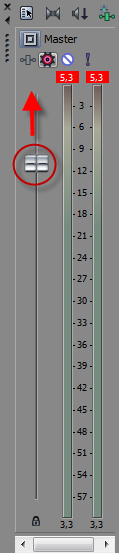 Master
5,3 5,3
- 3 -
- 6 -
- 9 -
- 12 -
- 15 -
- 18 -
- 21 -
- 24 -
- 27 -
- 30 -
- 33 -
- 36 -
- 39 -
- 42 -
- 45 -
- 48 -
- 51 -
- 54 -
- 57 -
3,3 3,3